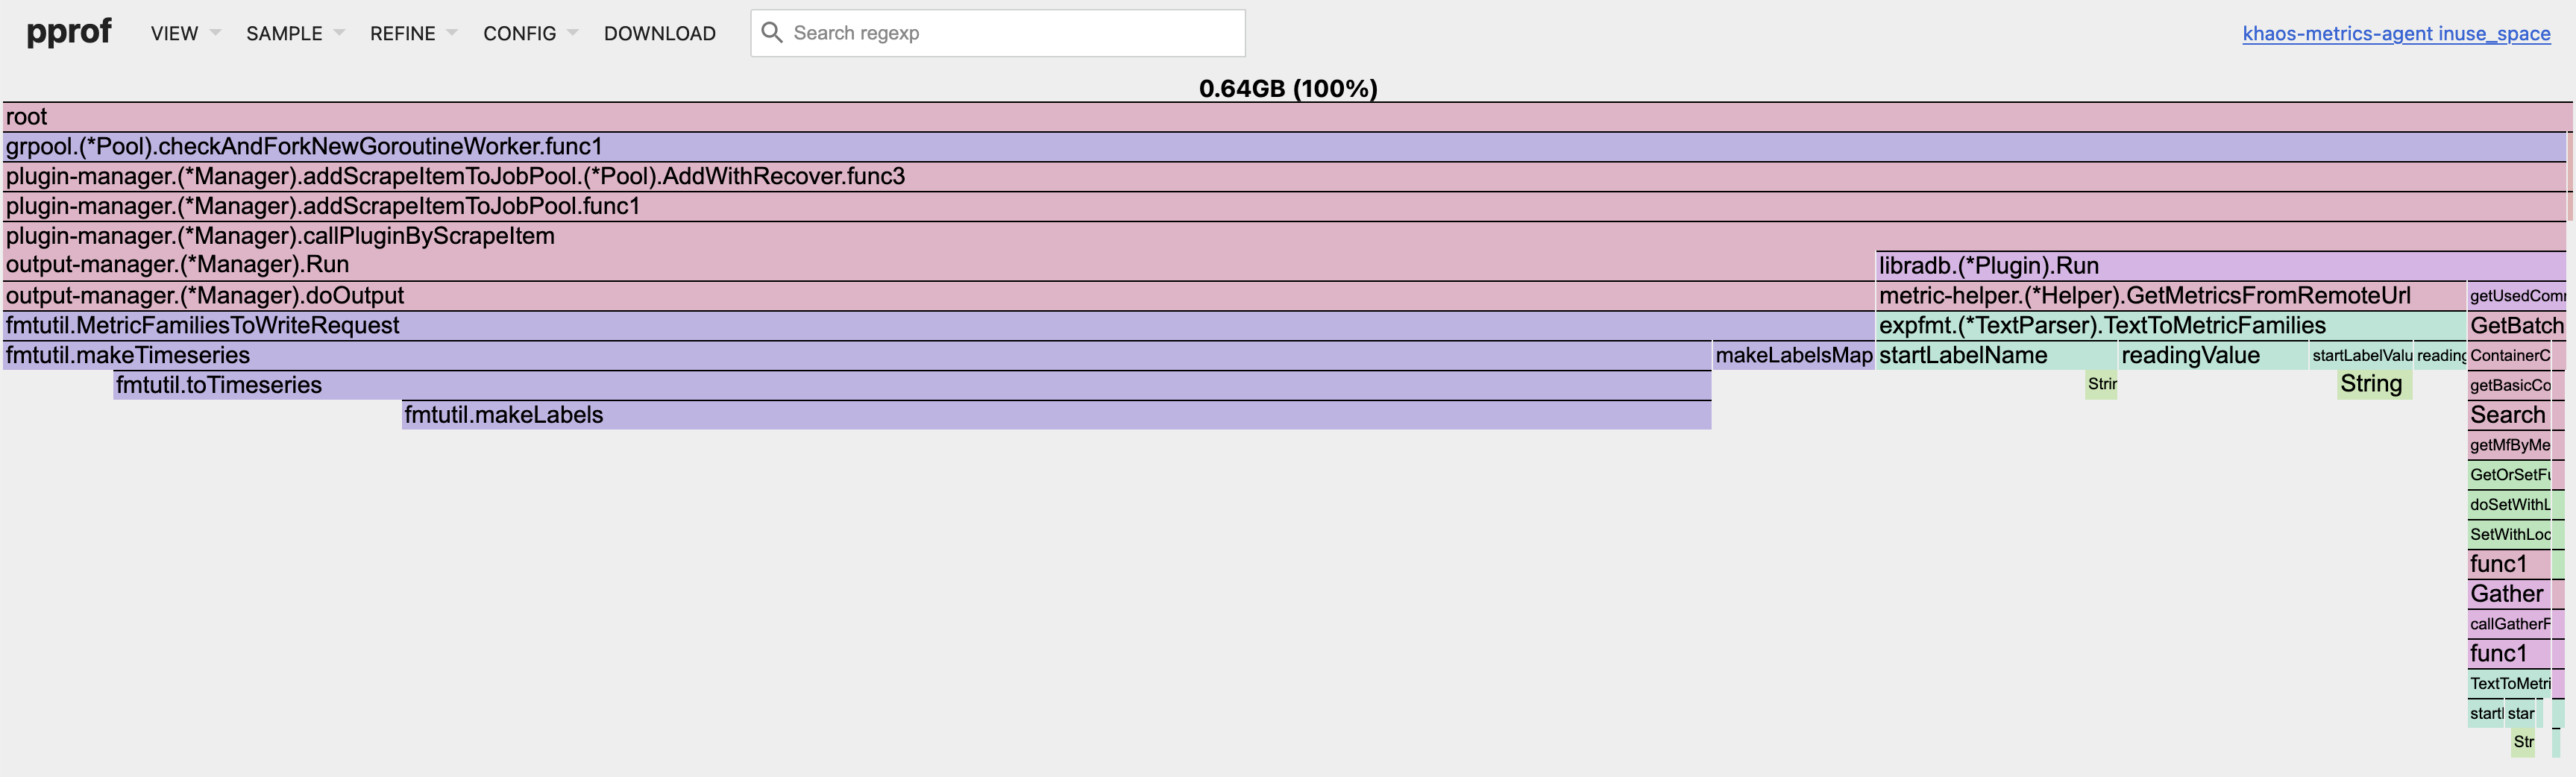 pprof VIEW SAMPLE REFINE CONFIG DOWNLOAD Search regexp khaos-metrics-agent inuse_space
0.64GB (100%)
root
grpool.(*Pool).checkAndForkNewGoroutineWorker.func1
plugin-manager.(*Manager).addScrapeItemToJobPool.(*Pool).AddWithRecover.func3
plugin-manager.(*Manager).addScrapeItemToJobPool.func1
plugin-manager.(*Manager).callPluginByScrapeItem
output-manager.(*Manager).Run libradb.(*Plugin).Run
output-manager.(*Manager).doOutput metric-helper.(*Helper).GetMetricsFromRemoteUrl getUsedCom
fmtutil.MetricFamiliesToWriteRequest expfmt.(*TextParser).TextToMetricFamilies GetBatch
fmtutil.makeTimeseries makeLabelsMap startLabelName readingValue startLabelValu reading ContainerC
fmtutil.toTimeseries Strin String getBasicCo
fmtutil.makeLabels Search
getMfByMe
GetOrSetFu
doSetWithL
SetWithLoc
func1
Gather
callGatherF
func1
TextToMetri
startl star
Str